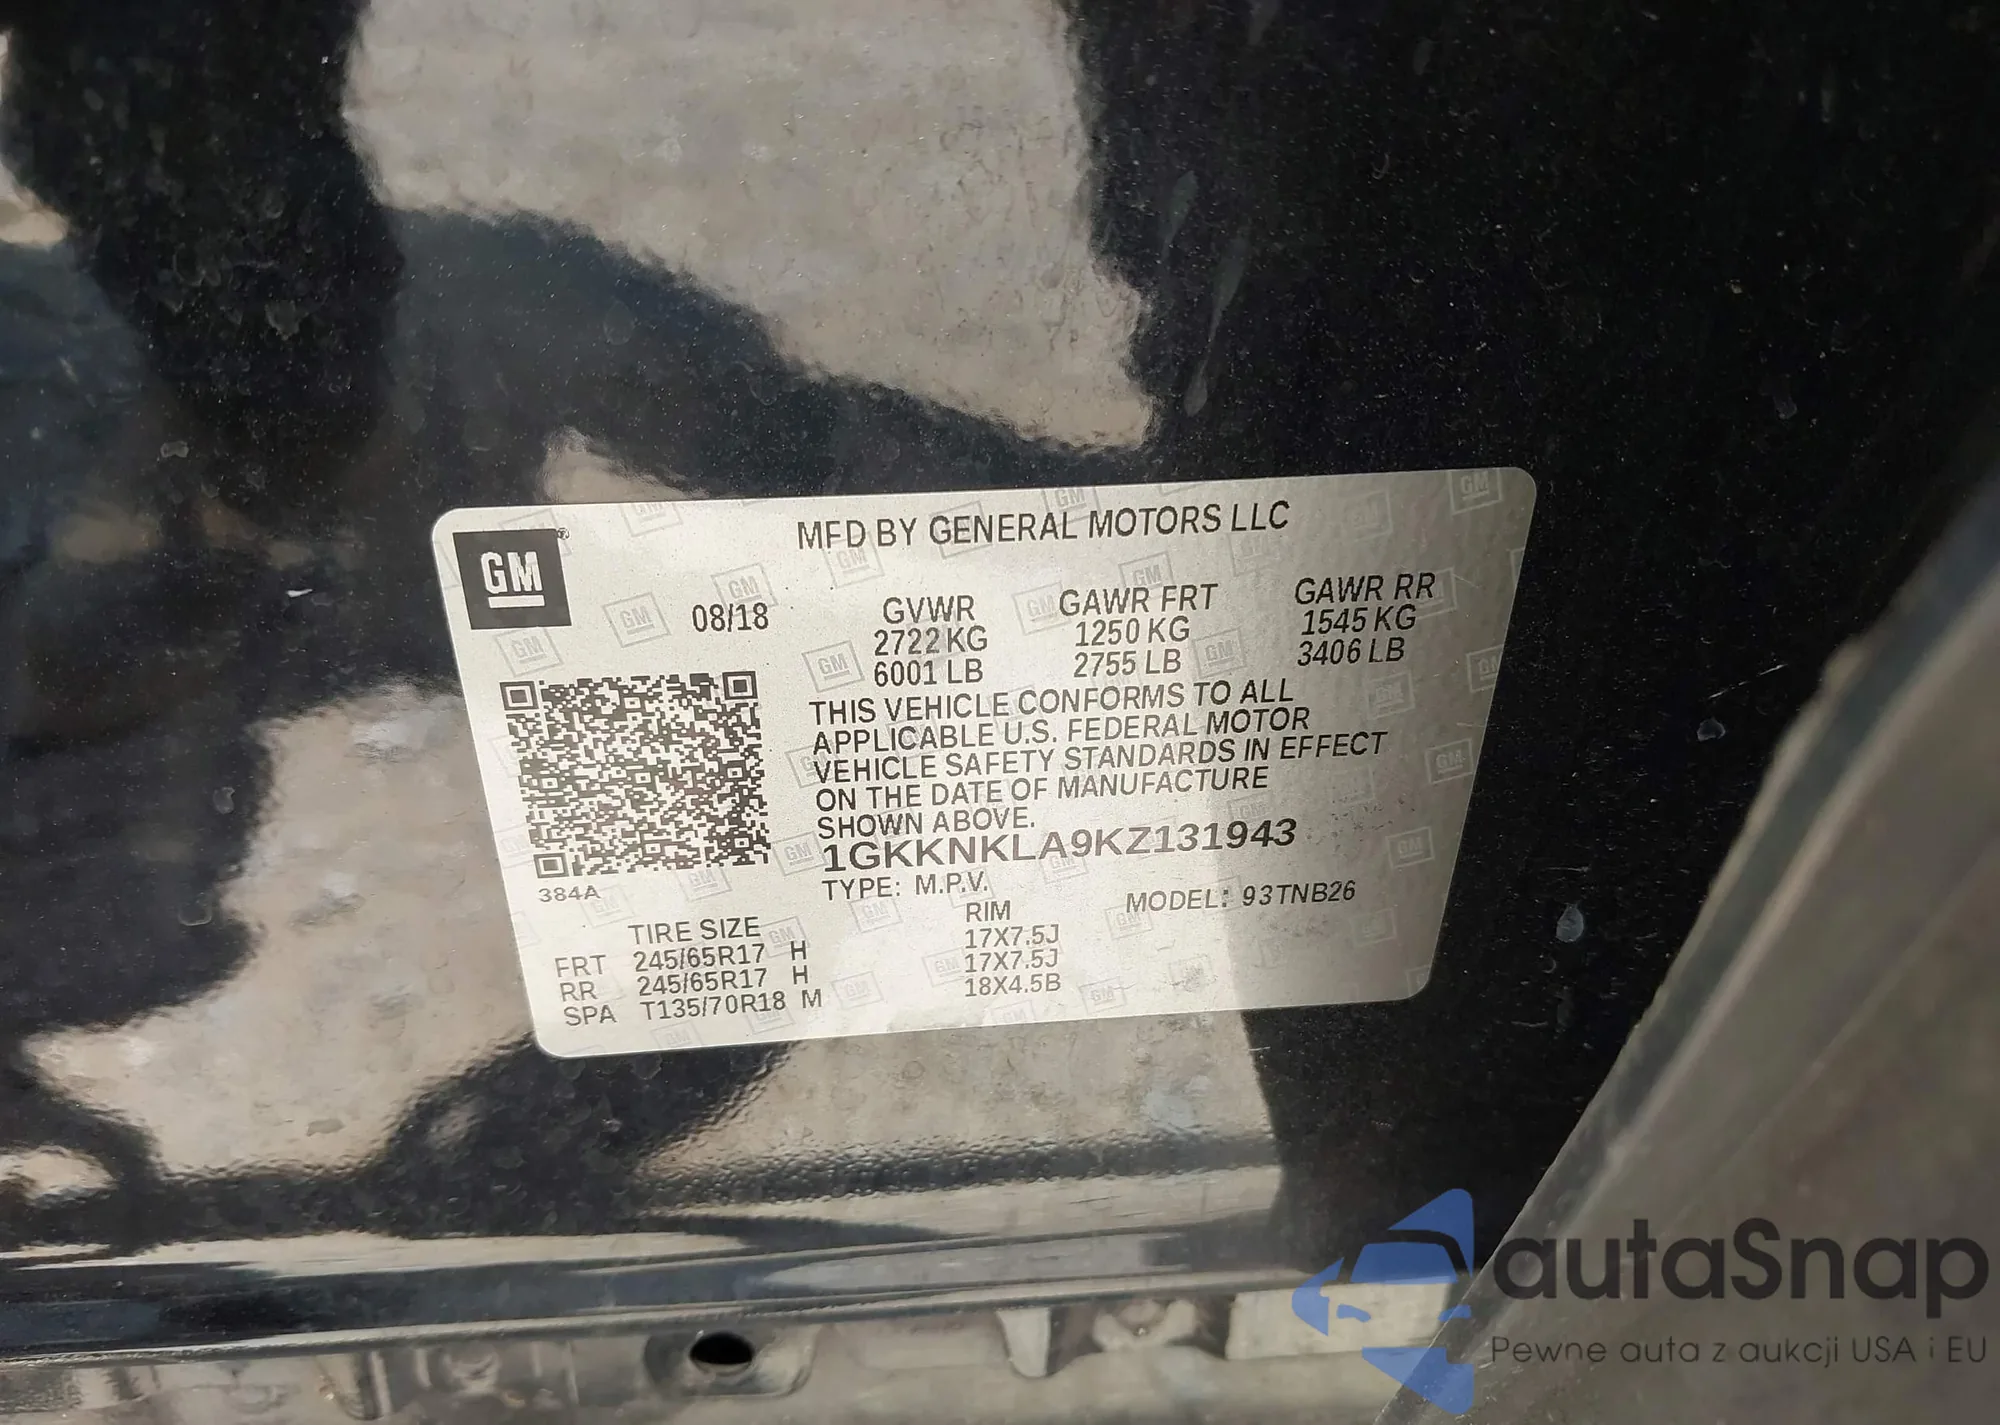 GM
MFD BY GENERAL MOTORS LLC
08/18
GVWR
2722 KG
6001 LB
GAWR FRT
1250 KG
2755 LB
GAWR RR
1545 KG
3406 LB
THIS VEHICLE CONFORMS TO ALL
APPLICABLE U.S. FEDERAL MOTOR
VEHICLE SAFETY STANDARDS IN EFFECT
ON THE DATE OF MANUFACTURE
SHOWN ABOVE.
1GKKNKLA9KZ131943
TYPE: M.P.V.
MODEL: 93TNB26
384A
TIRE SIZE RIM
FRT 245/65R17 H 17X7.5J
RR 245/65R17 H 17X7.5J
SPA T135/70R18 M 18X4.5B
autaSnap
Pewne auta z aukcji USA i EU